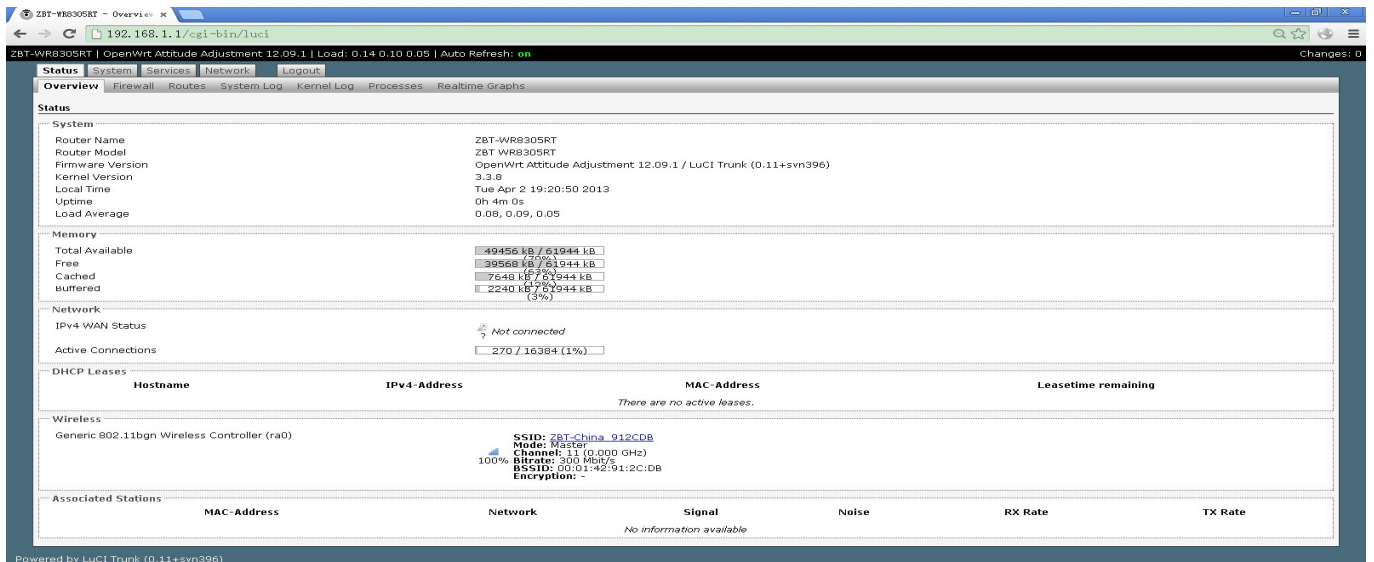 ZBT-WR8305RT - Overview ×
192.168.1.1/cgi-bin/luci
ZBT-WR8305RT | OpenWrt Attitude Adjustment 12.09.1 | Load: 0.14 0.10 0.05 | Auto Refresh: on Changes: 0
Status System Services Network Logout
Overview Firewall Routes System Log Kernel Log Processes Realtime Graphs
Status
System
Router Name ZBT-WR8305RT
Router Model ZBT WR8305RT
Firmware Version OpenWrt Attitude Adjustment 12.09.1 / LuCI Trunk (0.11+svn396)
Kernel Version 3.3.8
Local Time Tue Apr 2 19:20:50 2013
Uptime 0h 4m 0s
Load Average 0.08, 0.09, 0.05
Memory
Total Available 49456 kB / 61944 kB
Free 39568 kB / 61944 kB
(63%)
Cached 7648 kB / 61944 kB
(12%)
Buffered 2240 kB / 61944 kB
(3%)
Network
IPv4 WAN Status ? Not connected
Active Connections 270 / 16384 (1%)
DHCP Leases
Hostname IPv4-Address MAC-Address Leasetime remaining
There are no active leases.
Wireless
Generic 802.11bgn Wireless Controller (ra0)
SSID: ZBT-China_912CDB
Mode: Master
Channel: 11 (0.000 GHz)
100% Bitrate: 300 Mbit/s
BSSID: 00:01:42:91:2C:DB
Encryption: -
Associated Stations
MAC-Address Network Signal Noise RX Rate TX Rate
No information available
Powered by LuCI Trunk (0.11+svn396)